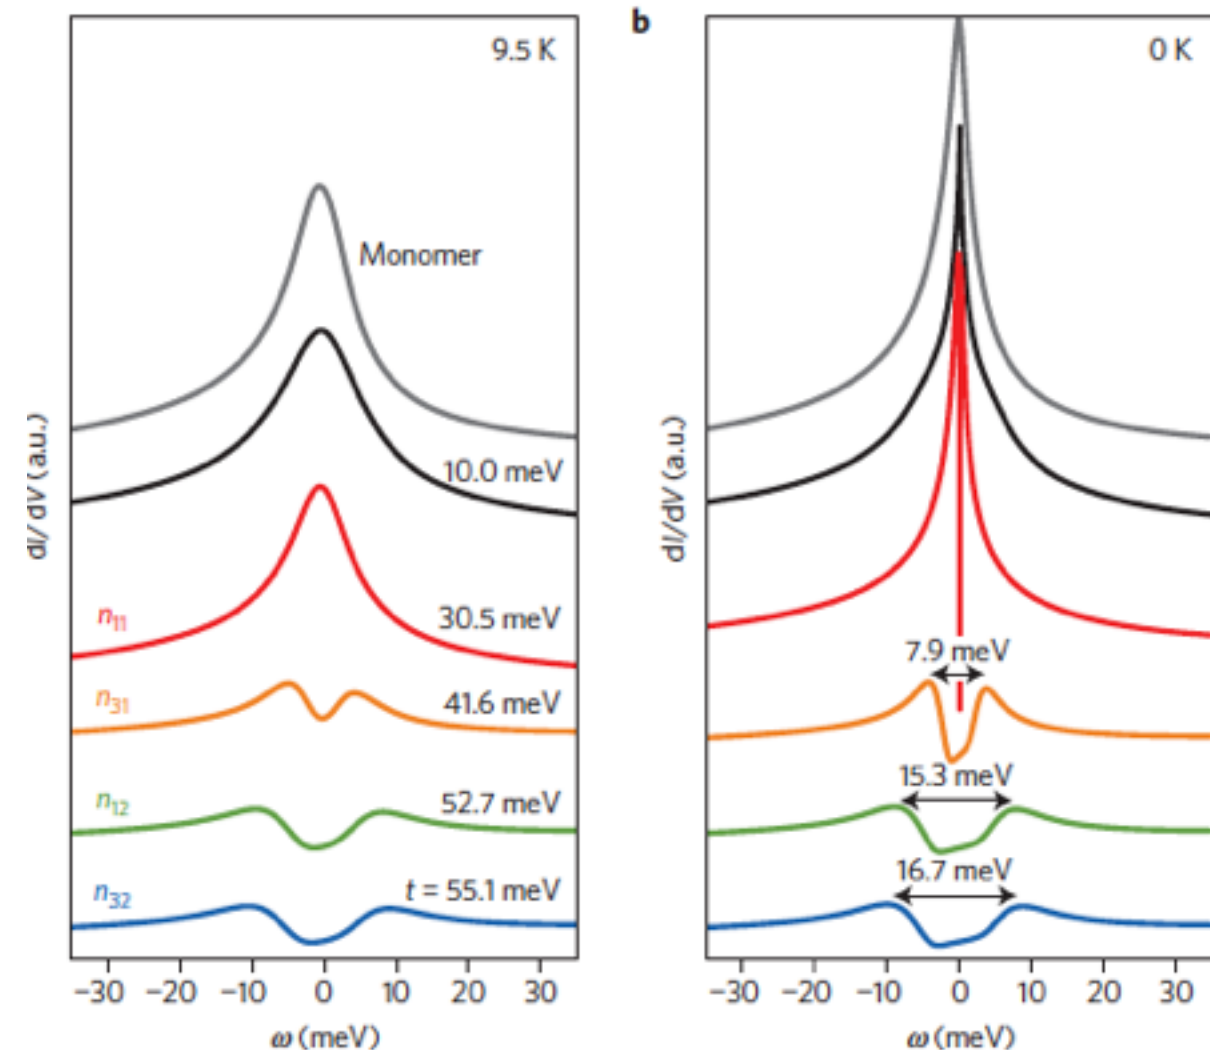 9.5 K
Monomer
10.0 meV
n11
30.5 meV
n31
41.6 meV
n12
52.7 meV
n32
t = 55.1 meV
dI/dV (a.u.)
−30 −20 −10 0 10 20 30
ω (meV)
b
0 K
7.9 meV
15.3 meV
16.7 meV
dI/dV (a.u.)
−30 −20 −10 0 10 20 30
ω (meV)